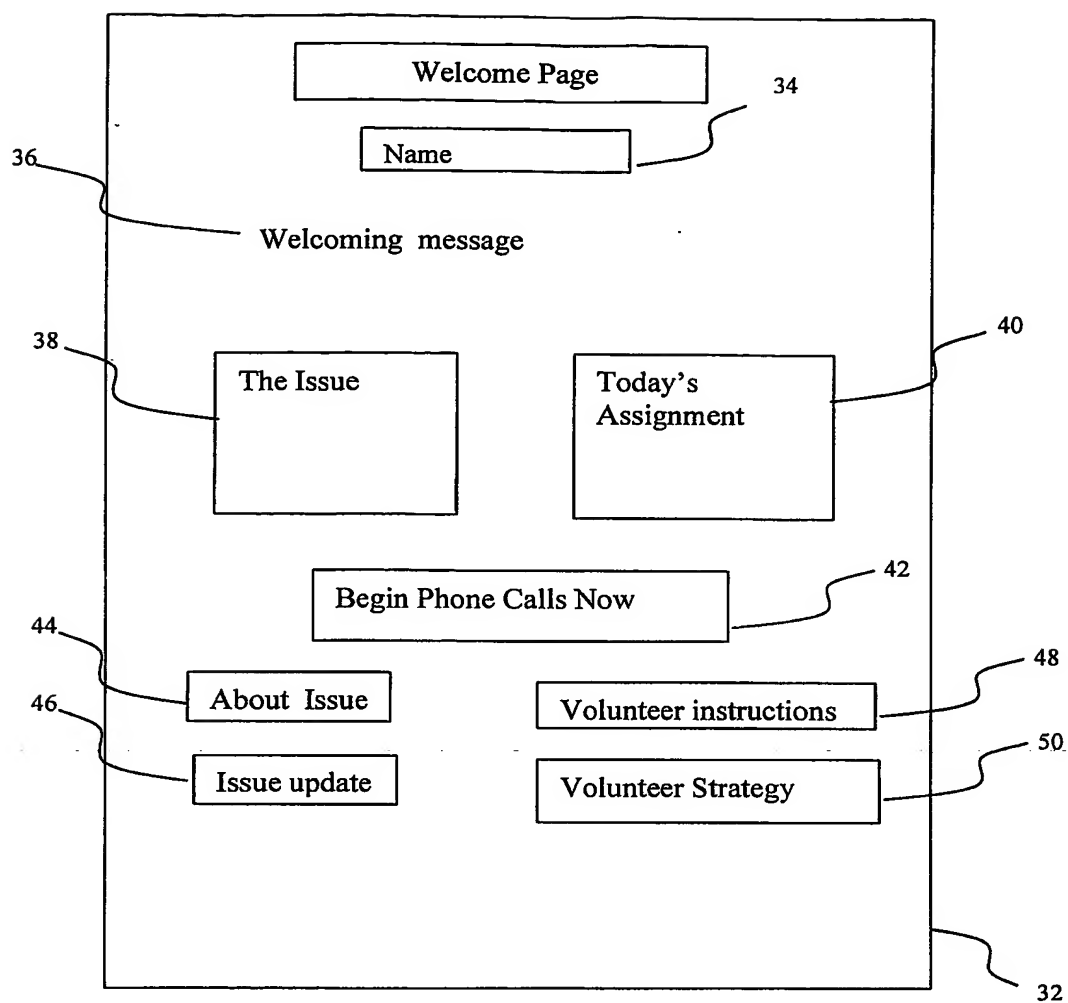 Welcome Page
34
Name
36
Welcoming message
40
38
The Issue
Today's
Assignment
42
Begin Phone Calls Now
44
48
About Issue
Volunteer instructions
46
50
Issue update
Volunteer Strategy
32